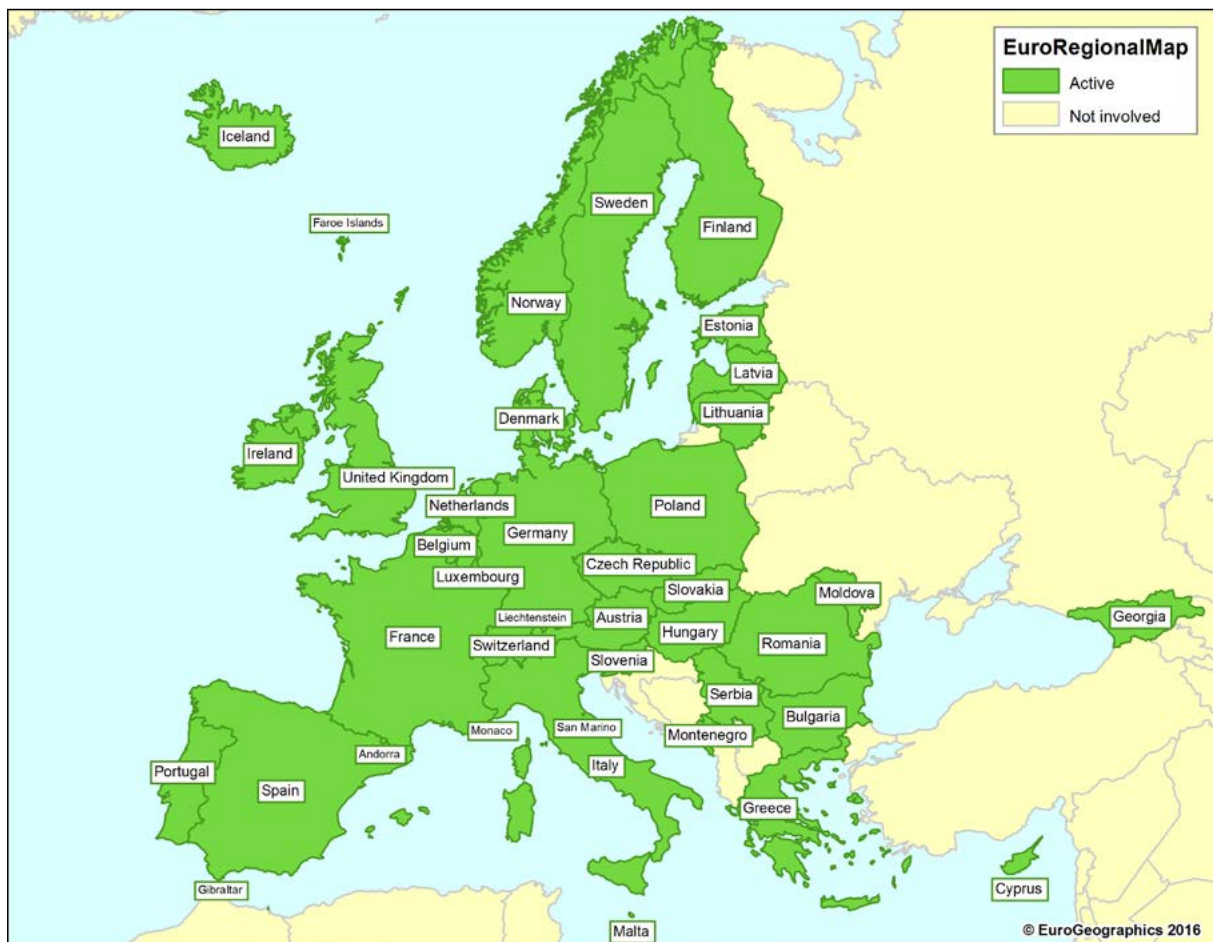 EuroRegionalMap
Active
Not involved
Iceland
Faroe Islands
Sweden
Finland
Norway
Estonia
Latvia
Lithuania
Denmark
Ireland
United Kingdom
Netherlands
Poland
Germany
Belgium
Czech Republic
Luxembourg
Slovakia
Moldova
Liechtenstein
Austria
Georgia
France
Hungary
Switzerland
Romania
Slovenia
Serbia
Bulgaria
Monaco
San Marino
Montenegro
Andorra
Portugal
Italy
Spain
Greece
Gibraltar
Cyprus
Malta
© EuroGeographics 2016